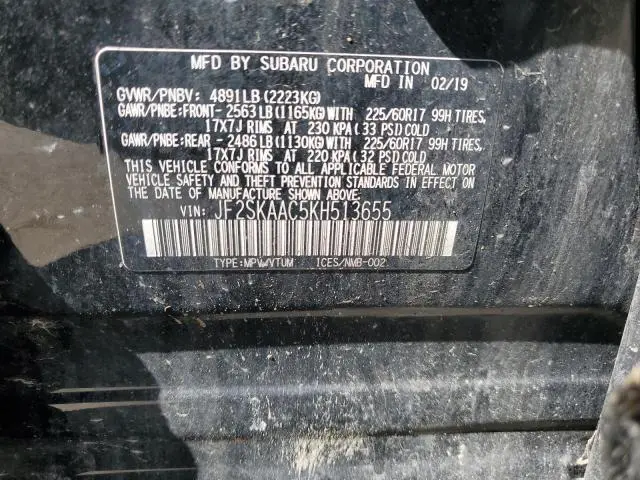 MFD BY SUBARU CORPORATION
MFD IN 02/19
GVWR/PNBV: 4891LB(2223KG)
GAWR/PNBE:FRONT-2563LB(1165KG)WITH 225/60R17 99H TIRES,
17X7J RIMS AT 230 KPA(33 PSI)COLD
GAWR/PNBE:REAR -2486LB(1130KG)WITH 225/60R17 99H TIRES,
17X7J RIMS AT 220 KPA(32 PSI)COLD
THIS VEHICLE CONFORMS TO ALL APPLICABLE FEDERAL MOTOR
VEHICLE SAFETY AND THEFT PREVENTION STANDARDS IN EFFECT ON
THE DATE OF MANUFACTURE SHOWN ABOVE.
VIN: JF2SKAAC5KH513655
TYPE:MPV/VTUM ICES/NMB-002